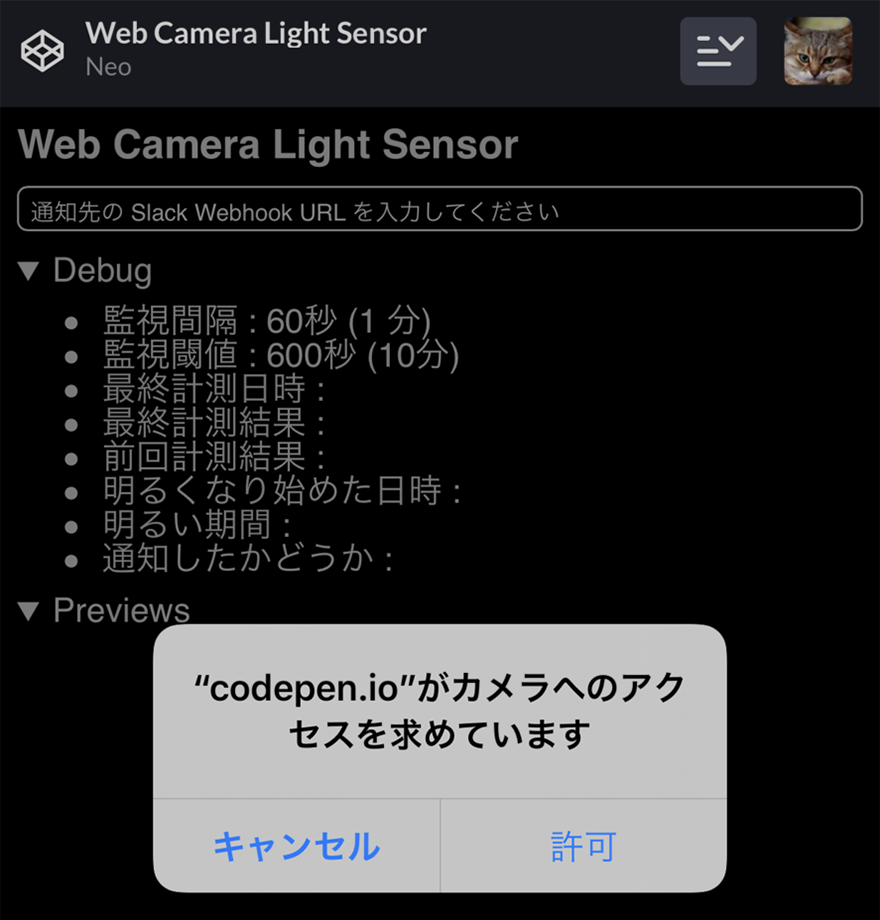 Web Camera Light Sensor
Neo
Web Camera Light Sensor
通知先の Slack Webhook URL を入力してください
▼ Debug
• 監視間隔 : 60秒 (1 分)
• 監視閾値 : 600秒 (10分)
• 最終計測日時 :
• 最終計測結果 :
• 前回計測結果 :
• 明るくなり始めた日時 :
• 明るい期間 :
• 通知したかどうか :
▼ Previews
“codepen.io”がカメラへのアク
セスを求めています
キャンセル
許可